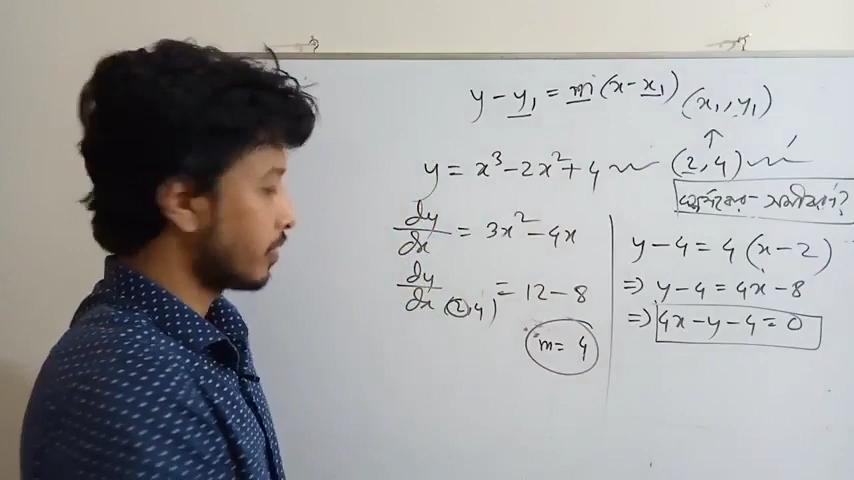 y - y₁ = m(x - x₁) (x₁, y₁)
↑
y = x³ - 2x² + 4 (2, 4)
স্পর্শকের সমীকরণ?
dy/dx = 3x² - 4x
dy/dx (2, 4) = 12 - 8
m = 4
y - 4 = 4(x - 2)
⇒ y - 4 = 4x - 8
⇒ 4x - y - 4 = 0